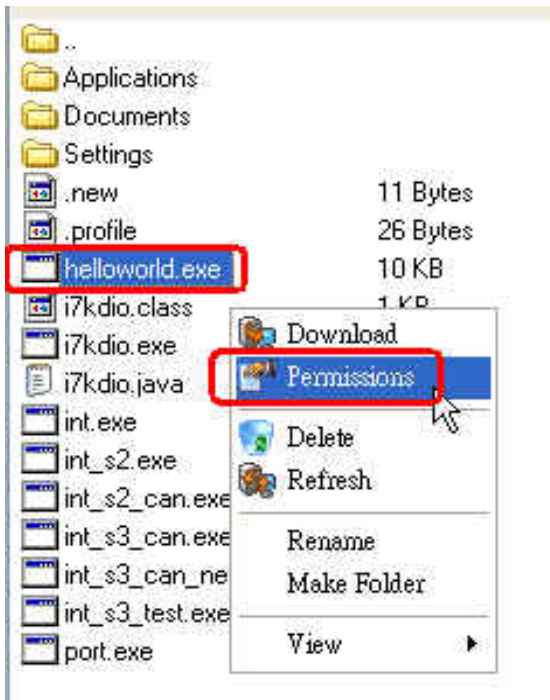 ..
Applications
Documents
Settings
.new 11 Bytes
.profile 26 Bytes
helloworld.exe 10 KB
i7kdio.class 1 KB
i7kdio.exe
i7kdio.java
int.exe
int_s2.exe
int_s2_can.exe
int_s3_can.exe
int_s3_can_ne
int_s3_test.exe
port.exe
Download
Permissions
Delete
Refresh
Rename
Make Folder
View